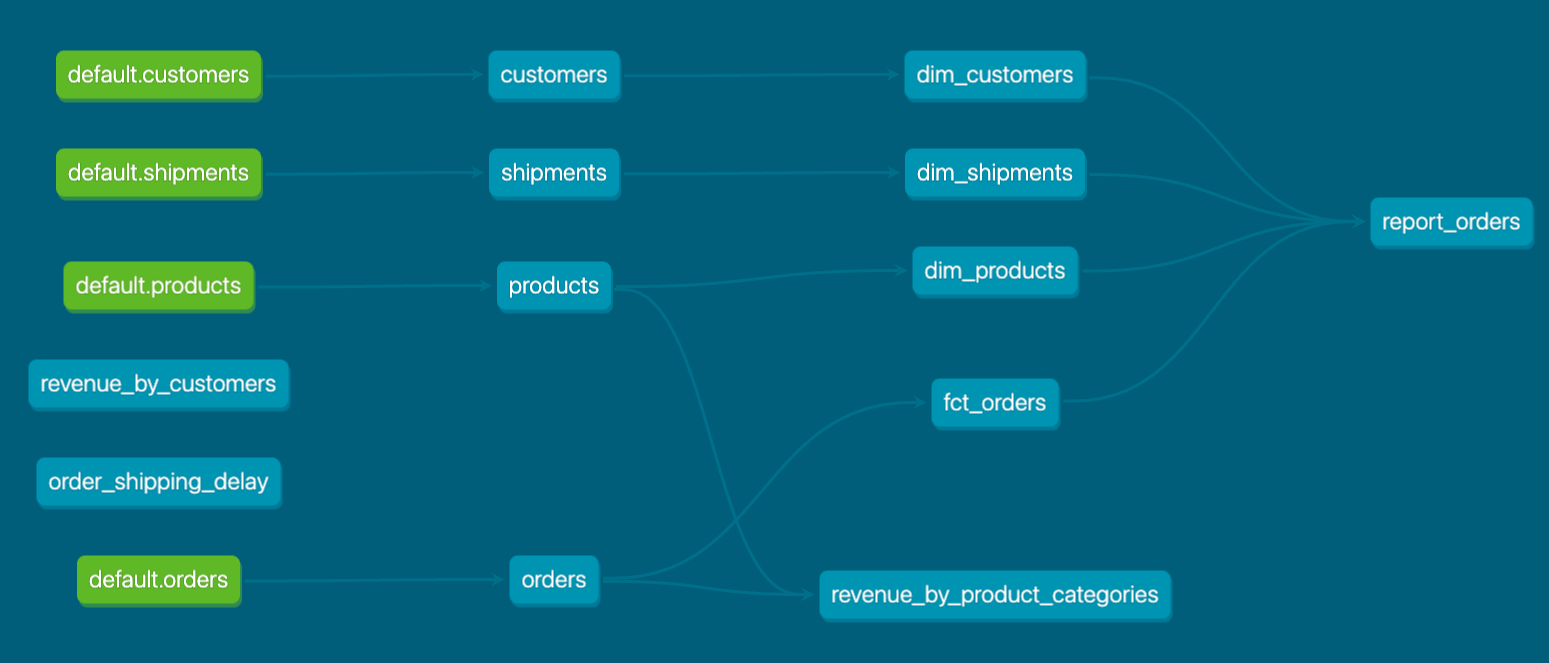 default.customers
customers
dim_customers
default.shipments
shipments
dim_shipments
report_orders
default.products
products
dim_products
revenue_by_customers
fct_orders
order_shipping_delay
default.orders
orders
revenue_by_product_categories